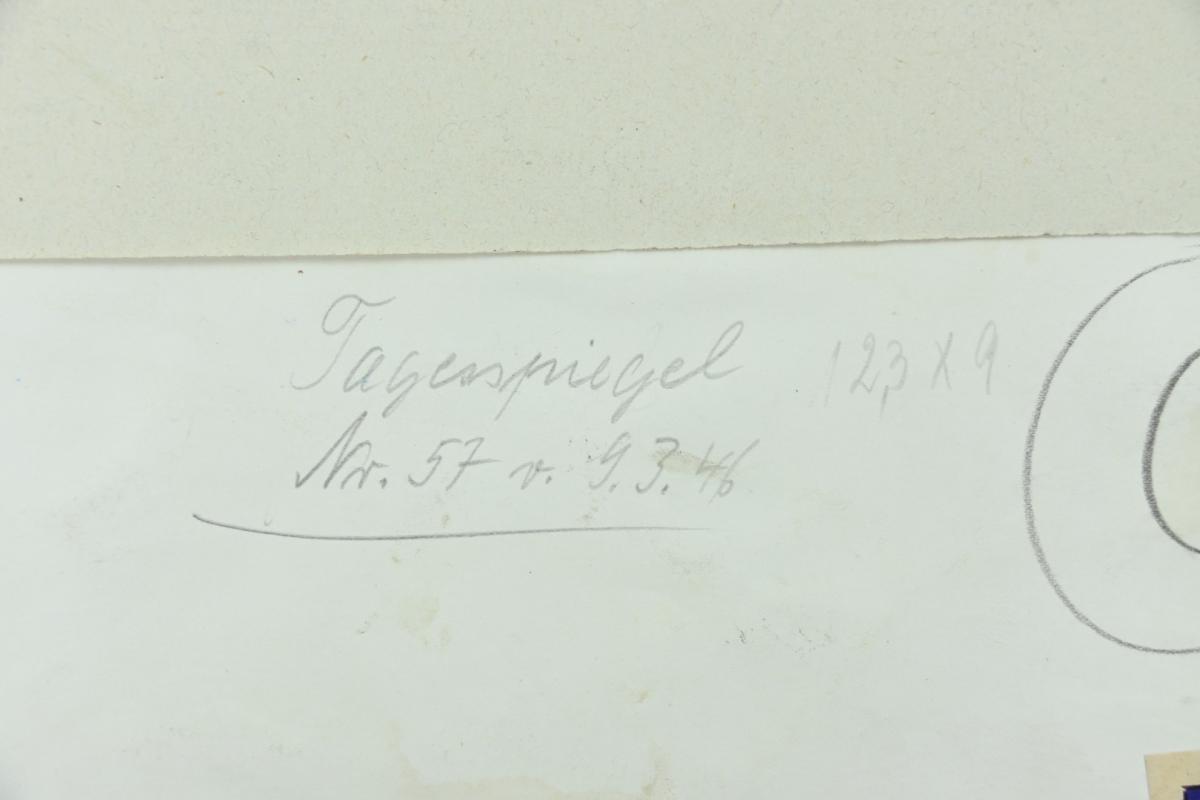 Tagesspiegel 12,3 X 9
Nr. 57 v. 9.3.46